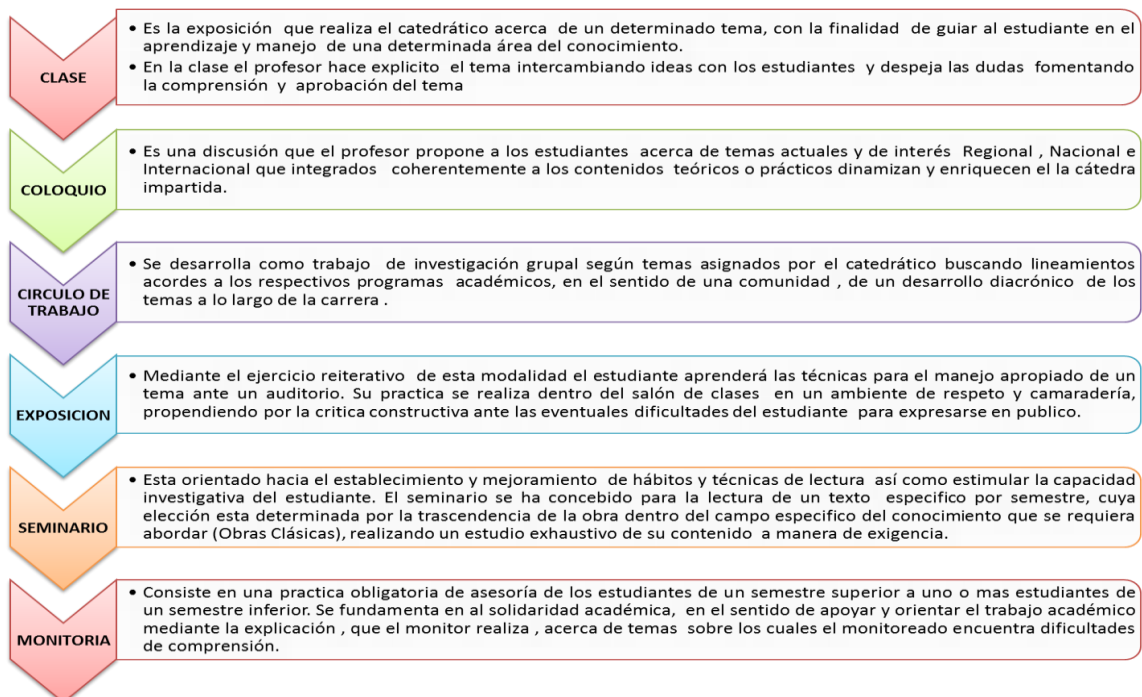 CLASE
• Es la exposición que realiza el catedrático acerca de un determinado tema, con la finalidad de guiar al estudiante en el
aprendizaje y manejo de una determinada área del conocimiento.
• En la clase el profesor hace explicito el tema intercambiando ideas con los estudiantes y despeja las dudas fomentando
la comprensión y aprobación del tema
COLOQUIO
• Es una discusión que el profesor propone a los estudiantes acerca de temas actuales y de interés Regional , Nacional e
Internacional que integrados coherentemente a los contenidos teóricos o prácticos dinamizan y enriquecen el la cátedra
impartida.
CIRCULO DE
TRABAJO
• Se desarrolla como trabajo de investigación grupal según temas asignados por el catedrático buscando lineamientos
acordes a los respectivos programas académicos, en el sentido de una comunidad , de un desarrollo diacrónico de los
temas a lo largo de la carrera .
EXPOSICION
• Mediante el ejercicio reiterativo de esta modalidad el estudiante aprenderá las técnicas para el manejo apropiado de un
tema ante un auditorio. Su practica se realiza dentro del salón de clases en un ambiente de respeto y camaradería,
propendiendo por la critica constructiva ante las eventuales dificultades del estudiante para expresarse en publico.
SEMINARIO
• Esta orientado hacia el establecimiento y mejoramiento de hábitos y técnicas de lectura así como estimular la capacidad
investigativa del estudiante. El seminario se ha concebido para la lectura de un texto especifico por semestre, cuya
elección esta determinada por la trascendencia de la obra dentro del campo especifico del conocimiento que se requiera
abordar (Obras Clásicas), realizando un estudio exhaustivo de su contenido a manera de exigencia.
MONITORIA
• Consiste en una practica obligatoria de asesoría de los estudiantes de un semestre superior a uno o mas estudiantes de
un semestre inferior. Se fundamenta en al solidaridad académica, en el sentido de apoyar y orientar el trabajo académico
mediante la explicación , que el monitor realiza , acerca de temas sobre los cuales el monitoreado encuentra dificultades
de comprensión.